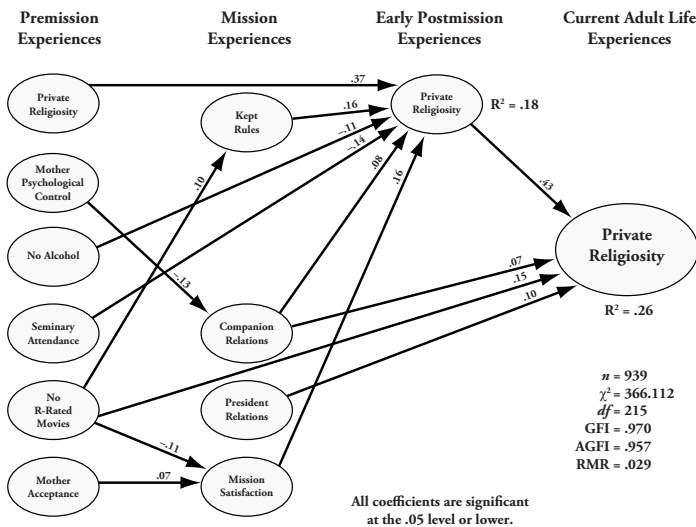 Premission
Experiences
Mission
Experiences
Early Postmission
Experiences
Current Adult Life
Experiences
Private
Religiosity
Mother
Psychological
Control
No Alcohol
Seminary
Attendance
No
R-Rated
Movies
Mother
Acceptance
Kept
Rules
Companion
Relations
President
Relations
Mission
Satisfaction
Private
Religiosity
R² = .18
Private
Religiosity
R² = .26
.37
.16
–.11
–.14
.08
.16
.10
–.13
.43
.07
.15
.10
–.11
.07
n = 939
χ² = 366.112
df = 215
GFI = .970
AGFI = .957
RMR = .029
All coefficients are significant
at the .05 level or lower.